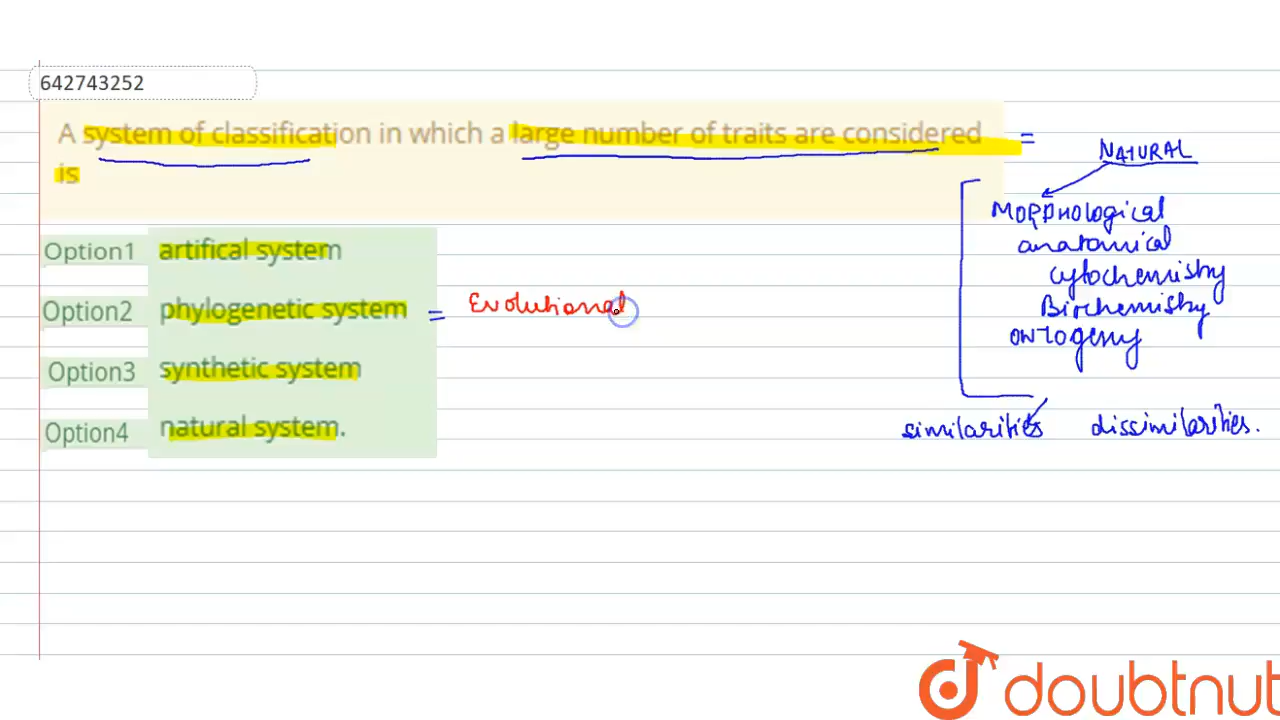 642743252
A system of classification in which a large number of traits are considered =
is
NATURAL
MORPHological
anatomical
cytochemistry
Biochemistry
ontogeny
similarities dissimilarities.
Option1 artifical system
Option2 phylogenetic system = Evolutional
Option3 synthetic system
Option4 natural system.
doubtnut